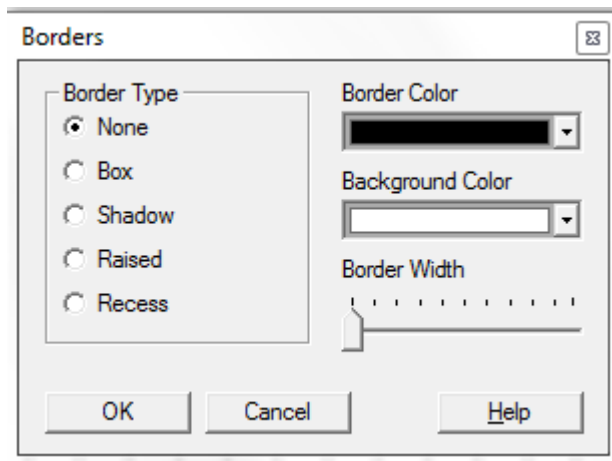 Borders
Border Type
None
Box
Shadow
Raised
Recess
Border Color
Background Color
Border Width
OK
Cancel
Help